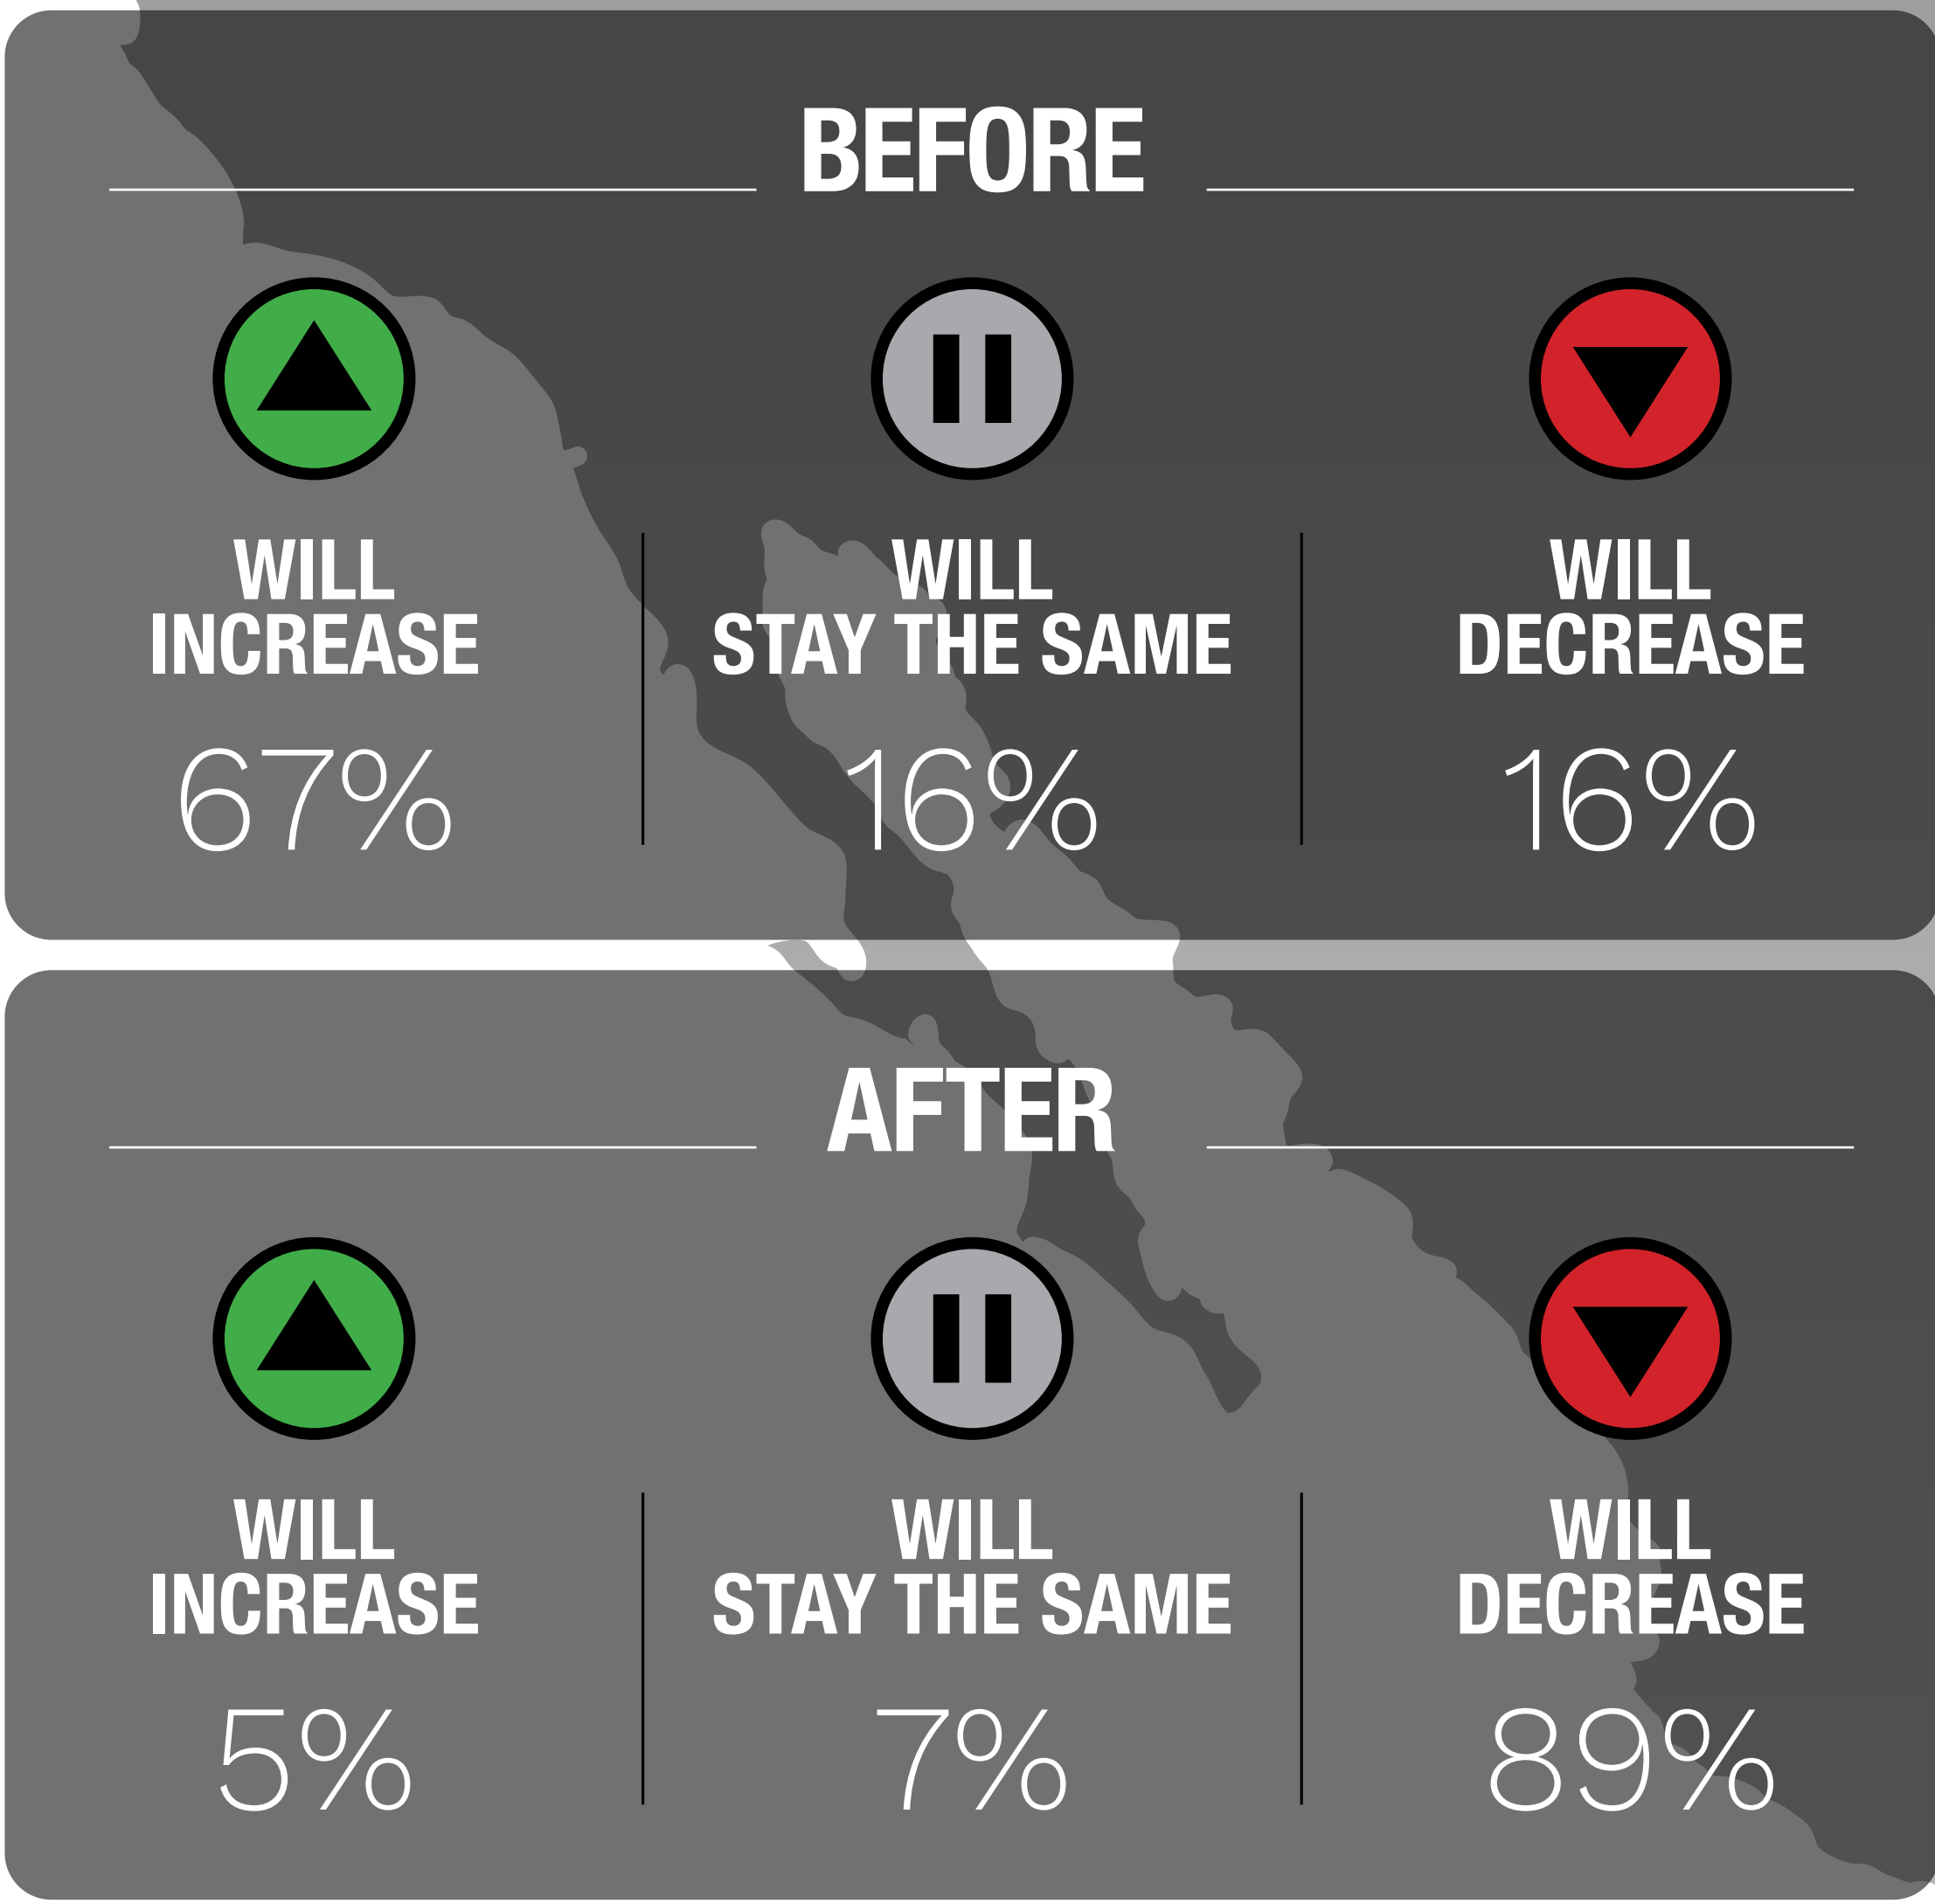 BEFORE
WILL
INCREASE
67%
WILL
STAY THE SAME
16%
WILL
DECREASE
16%
AFTER
WILL
INCREASE
5%
WILL
STAY THE SAME
7%
WILL
DECREASE
89%